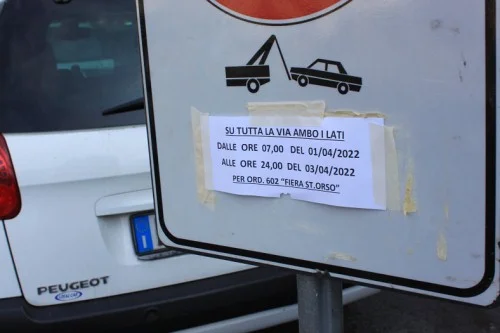 SU TUTTA LA VIA AMBO I LATI
DALLE ORE 07,00 DEL 01/04/2022
ALLE ORE 24,00 DEL 03/04/2022
PER ORD. 602 "FIERA ST.ORSO"
PEUGEOT
I